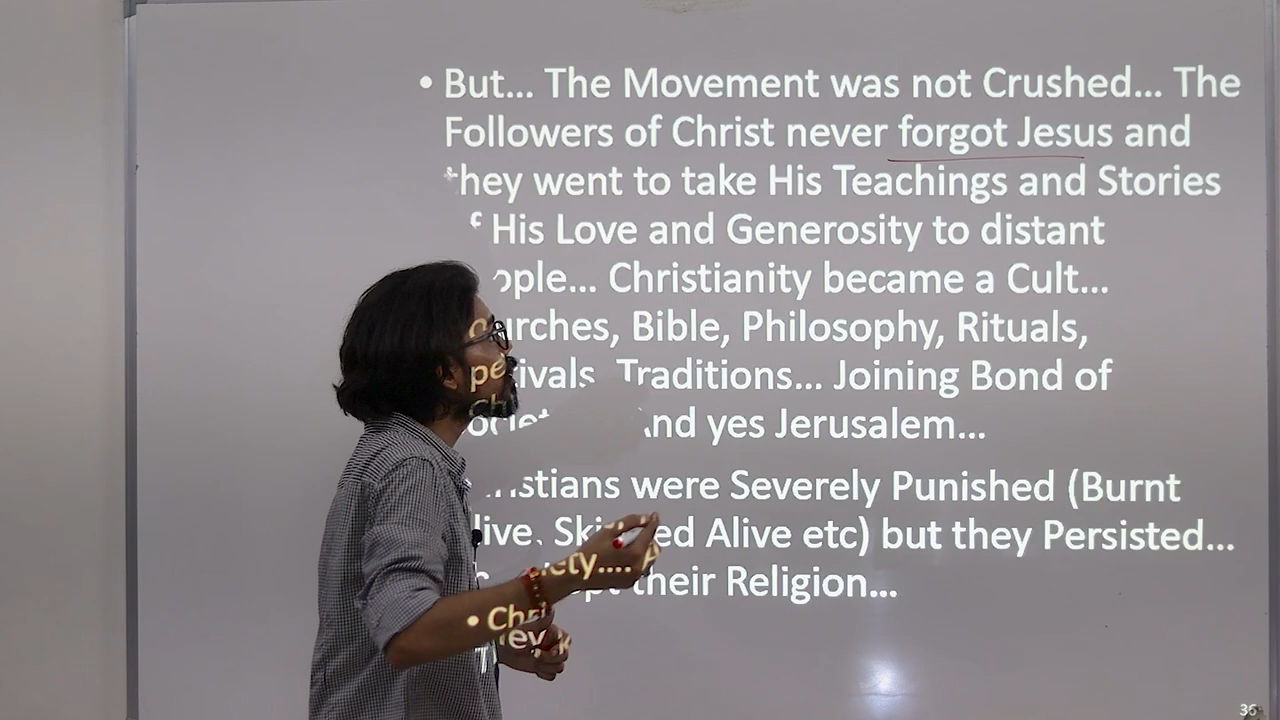 • But... The Movement was not Crushed... The
Followers of Christ never forgot Jesus and
they went to take His Teachings and Stories
of His Love and Generosity to distant
people... Christianity became a Cult...
Churches, Bible, Philosophy, Rituals,
Festivals, Traditions... Joining Bond of
Society.... And yes Jerusalem...
• Christians were Severely Punished (Burnt
Alive, Skinned Alive etc) but they Persisted...
They kept their Religion...
36